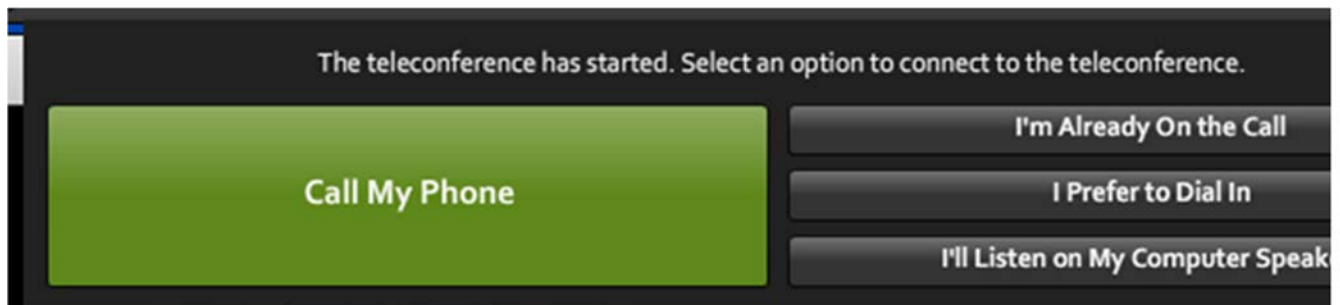 The teleconference has started. Select an option to connect to the teleconference.
Call My Phone
I'm Already On the Call
I Prefer to Dial In
I'll Listen on My Computer